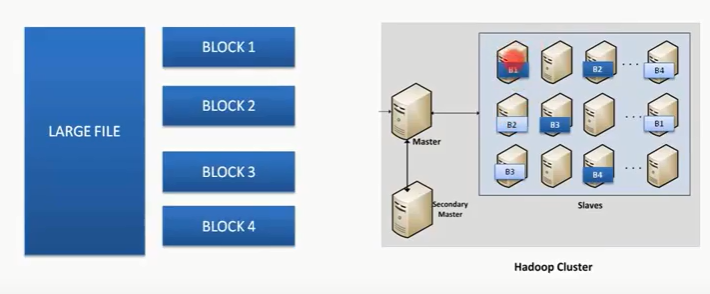 LARGE FILE
BLOCK 1
BLOCK 2
BLOCK 3
BLOCK 4
B1
B2
B4
B2
B3
B1
B3
B4
Master
Secondary
Master
Slaves
Hadoop Cluster